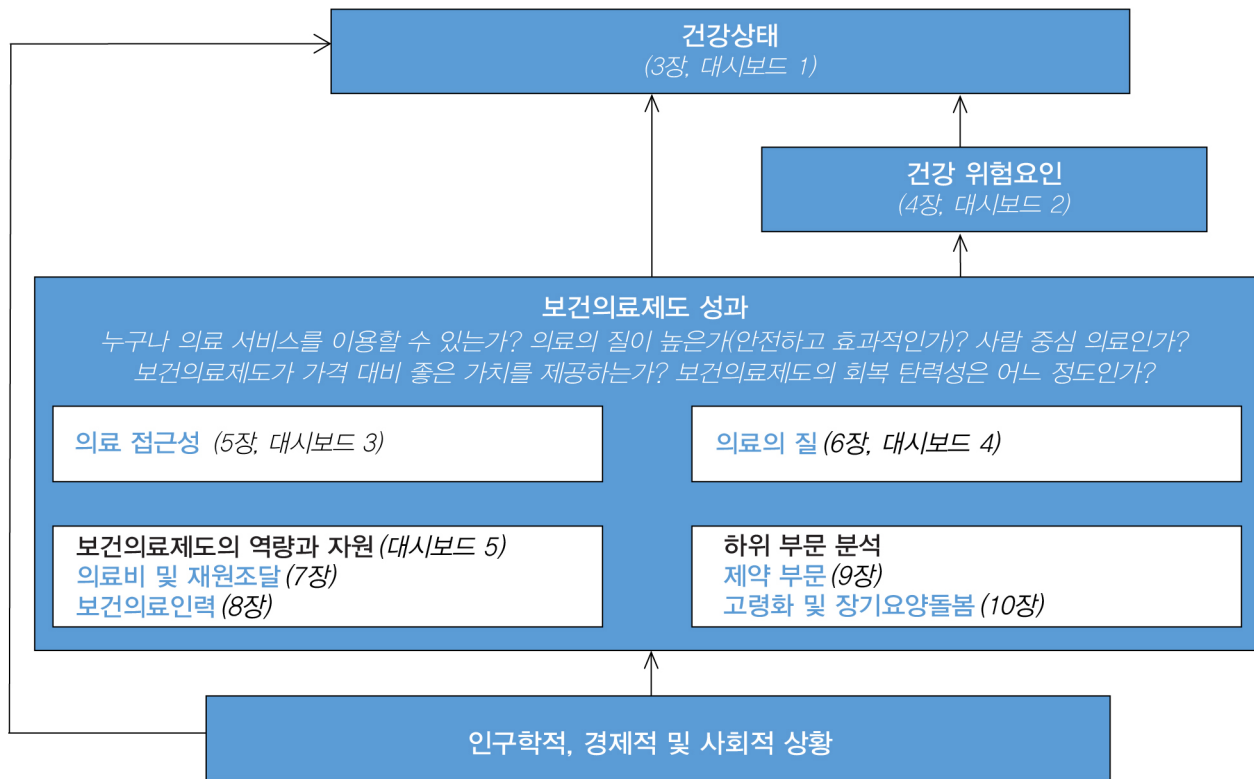 건강상태
(3장, 대시보드 1)
건강 위험요인
(4장, 대시보드 2)
보건의료제도 성과
누구나 의료 서비스를 이용할 수 있는가? 의료의 질이 높은가(안전하고 효과적인가)? 사람 중심 의료인가?
보건의료제도가 가격 대비 좋은 가치를 제공하는가? 보건의료제도의 회복 탄력성은 어느 정도인가?
의료 접근성 (5장, 대시보드 3)
의료의 질 (6장, 대시보드 4)
보건의료제도의 역량과 자원 (대시보드 5)
의료비 및 재원조달 (7장)
보건의료인력 (8장)
하위 부문 분석
제약 부문 (9장)
고령화 및 장기요양돌봄 (10장)
인구학적, 경제적 및 사회적 상황